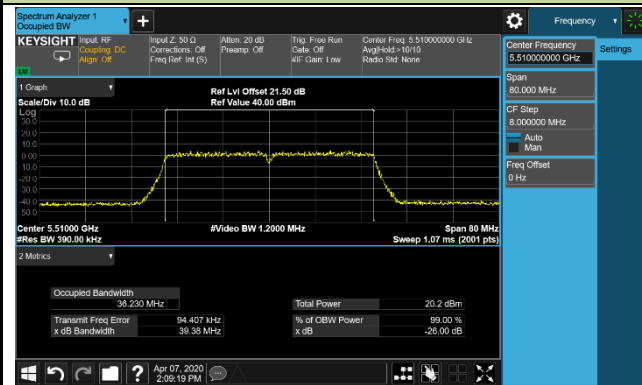 Spectrum Analyzer 1
Occupied BW
Frequency
KEYSIGHT
Input: RF
Coupling: DC
Align: Off
Input Z: 50 Ω
Corrections: Off
Freq Ref: Int (S)
Atten: 20 dB
Preamp: Off
Trig: Free Run
Gate: Off
#IF Gain: Low
Center Freq: 5.510000000 GHz
Avg|Hold:>10/10
Radio Std: None
Center Frequency
5.510000000 GHz
Settings
Span
80.000 MHz
CF Step
8.000000 MHz
Auto
Man
Freq Offset
0 Hz
1 Graph
Scale/Div 10.0 dB
Ref Lvl Offset 21.50 dB
Ref Value 40.00 dBm
Log
30.0
20.0
10.0
0.00
-10.0
-20.0
-30.0
-40.0
-50.0
Center 5.51000 GHz
#Res BW 390.00 kHz
#Video BW 1.2000 MHz
Span 80 MHz
Sweep 1.07 ms (2001 pts)
2 Metrics
Occupied Bandwidth
36.230 MHz
Total Power
20.2 dBm
Transmit Freq Error
94.407 kHz
% of OBW Power
99.00 %
x dB Bandwidth
39.38 MHz
x dB
-26.00 dB
Apr 07, 2020
2:09:19 PM